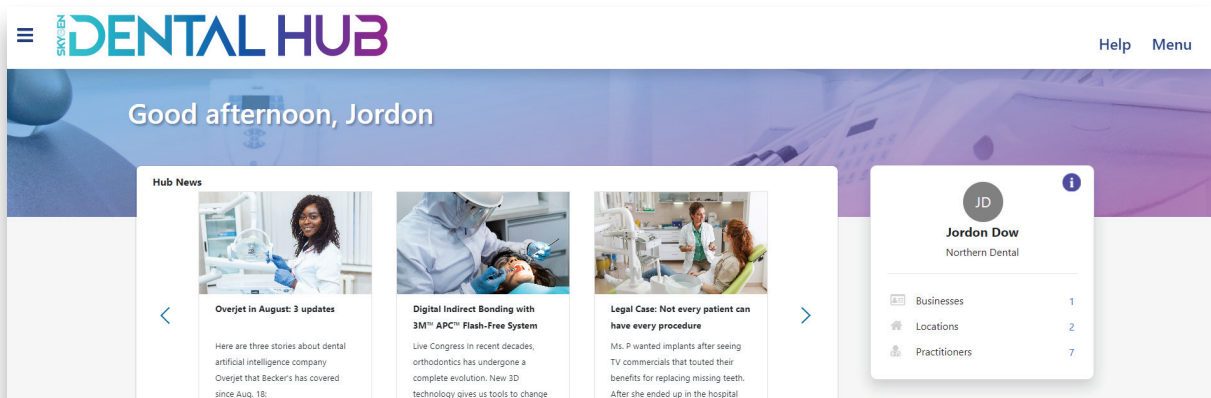 SKYGEN DENTAL HUB
Help Menu
Good afternoon, Jordon
Hub News
Overjet in August: 3 updates
Here are three stories about dental
artificial intelligence company
Overjet that Becker's has covered
since Aug. 18:
Digital Indirect Bonding with
3M™ APC™ Flash-Free System
Live Congress In recent decades,
orthodontics has undergone a
complete evolution. New 3D
technology gives us tools to change
Legal Case: Not every patient can
have every procedure
Ms. P wanted implants after seeing
TV commercials that touted their
benefits for replacing missing teeth.
After she ended up in the hospital
i
JD
Jordon Dow
Northern Dental
Businesses 1
Locations 2
Practitioners 7